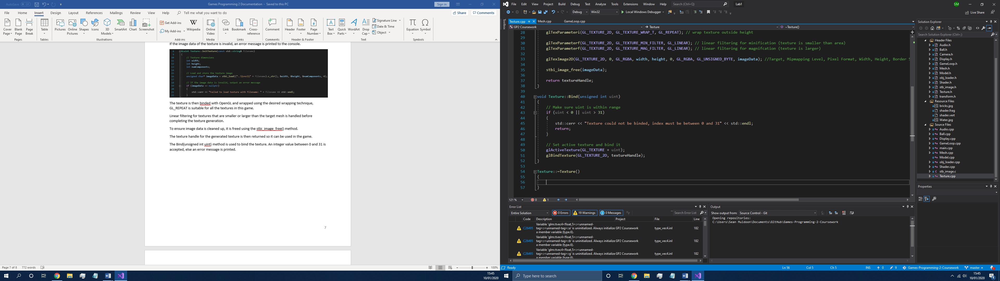 AutoSave Off
Games Programming 2 Documentation - Saved to this PC
Sign in
File Home Insert Design Layout References Mailings Review View Help Tell me what you want to do
Share Comments
Cover Page Blank Page Page Break
Pages
Table
Tables
Pictures Online Pictures Shapes Icons 3D Models SmartArt Chart Screenshot
Illustrations
Get Add-ins
My Add-ins
Wikipedia
Add-ins
Online Video
Media
Link Bookmark Cross-reference
Links
Comment
Comments
Header Footer Page Number
Header & Footer
Text Box Quick Parts WordArt Drop Cap
Signature Line
Date & Time
Object
Text
Equation Symbol
Symbols
If the image data of the texture is invalid, an error message is printed to the console.
8 GLuint Texture::InitTexture(const std::string& filename)
9 {
10 // Texture dimensions
11 int width;
12 int height;
13 int numComponents;
14
15 // Load and store the texture image
16 unsigned char* imageData = stbi_load(("..\\res\\" + filename).c_str(), &width, &height, &numComponents, 4);
17
18 // If the image data is invalid, output an error message
19 if (imageData == nullptr)
20 {
21 std::cerr << "Failed to load texture with filename: " + filename << std::endl;
22 }
The texture is then binded with OpenGL and wrapped using the desired wrapping technique,
GL_REPEAT is suitable for all the textures in this game.
Linear filtering for textures that are smaller or larger than the target mesh is handled before
completing the texture generation.
To ensure image data is cleaned up, it is freed using the stbi_image_free() method.
The texture handle for the generated texture is then returned so it can be used in the game.
The Bind(unsigned int uint) method is used to bind the texture. An integer value between 0 and 31 is
accepted, else an error message is printed.
7
Page 7 of 8 772 words
100%
15:45
10/01/2020
File Edit View Project Build Debug Test Analyze Tools Extensions Window Help Search (Ctrl+Q) Lab1
SM
Debug Win32 Local Windows Debugger
Live Share
Toolbox
Texture.cpp Mesh.cpp GameLoop.cpp
GP2 Coursework Texture ~Texture()
28 glTexParameteri(GL_TEXTURE_2D, GL_TEXTURE_WRAP_T, GL_REPEAT); // wrap texture outside height
29
30 glTexParameterf(GL_TEXTURE_2D, GL_TEXTURE_MIN_FILTER, GL_LINEAR); // linear filtering for minification (texture is smaller than area)
31 glTexParameterf(GL_TEXTURE_2D, GL_TEXTURE_MAG_FILTER, GL_LINEAR); // linear filtering for magnifcation (texture is larger)
32
33 glTexImage2D(GL_TEXTURE_2D, 0, GL_RGBA, width, height, 0, GL_RGBA, GL_UNSIGNED_BYTE, imageData); //Target, Mipmapping Level, Pixel Format, Width, Height, Border S
34
35 stbi_image_free(imageData);
36
37 return textureHandle;
38 }
39
40 void Texture::Bind(unsigned int uint)
41 {
42 // Make sure uint is within range
43 if (uint < 0 || uint > 31)
44 {
45 std::cerr << "Texture could not be binded, index must be between 0 and 31" << std::endl;
46 return;
47 }
48
49 // Set active texture and bind it
50 glActiveTexture(GL_TEXTURE + uint);
51 glBindTexture(GL_TEXTURE_2D, textureHandle);
52 }
53
54 Texture::~Texture()
55 {
56
57 }
121 % 0 1
Solution Explorer
Search Solution Explorer (Ctrl+;)
Header Files
Audio.h
Ball.h
Camera.h
Display.h
GameLoop.h
Mesh.h
Model.h
obj_loader.h
Shader.h
stb_image.h
Texture.h
transform.h
Resource Files
bricks.jpg
shader.frag
shader.vert
Water.jpg
Source Files
Audio.cpp
Ball.cpp
Display.cpp
GameLoop.cpp
main.cpp
Mesh.cpp
Model.cpp
obj_loader.cpp
Shader.cpp
stb_image.c
Texture.cpp
Properties
Error List
Entire Solution 0 Errors 19 Warnings 0 Messages Search Error List
Code Description Project File Line
C26495 Variable 'glm::tvec4<float,5>::<unnamed-tag>::<unnamed-tag>::a' is uninitialized. Always initialize a member variable (type.6). GP2 Coursework type_vec4.inl 182
C26495 Variable 'glm::tvec4<float,5>::<unnamed-tag>::<unnamed-tag>::b' is uninitialized. Always initialize a member variable (type.6). GP2 Coursework type_vec4.inl 182
C26495 Variable 'glm::tvec4<float,5>::<unnamed-tag>::<unnamed-tag>::g' is uninitialized. Always initialize a member variable (type.6). GP2 Coursework type_vec4.inl 182
Output
Show output from: Source Control - Git
Opening repositories:
C:\Users\Sean Muldoon\Documents\GitHub\Games-Programming-2-Coursework
Ready Ln 56 Col 5 Ch 5 INS 0 9 Games-Programming-2-Coursework master 1
Type here to search
15:45
10/01/2020
4